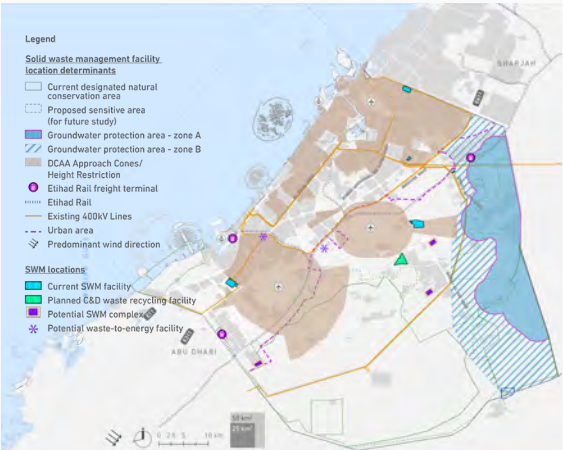 Legend
Solid waste management facility
location determinants
Current designated natural
conservation area
Proposed sensitive area
(for future study)
Groundwater protection area - zone A
Groundwater protection area - zone B
DCAA Approach Cones/
Height Restriction
Etihad Rail freight terminal
Etihad Rail
Existing 400kV Lines
Urban area
Predominant wind direction
SWM locations
Current SWM facility
Planned C&D waste recycling facility
Potential SWM complex
Potential waste-to-energy facility
SHARJAH
ABU DHABI
50 km²
25 km²
10 km